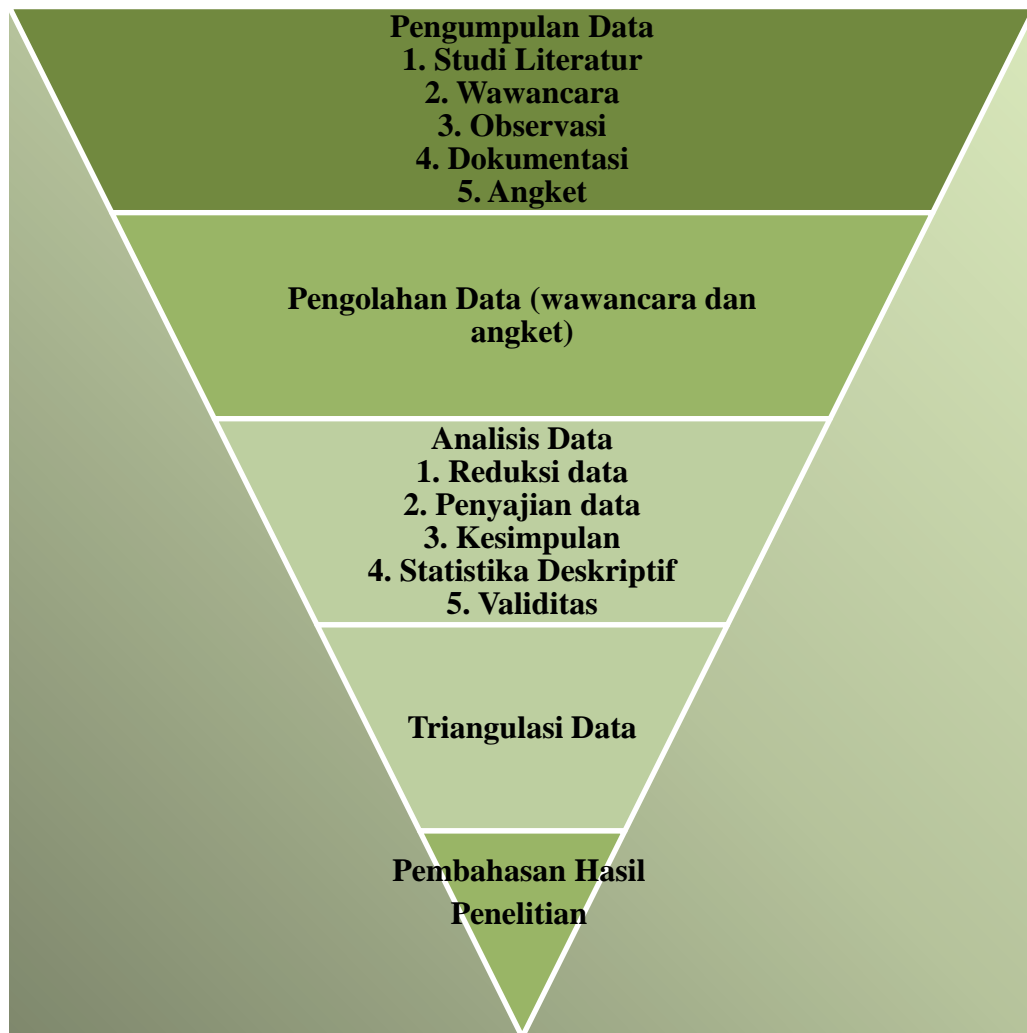 Pengumpulan Data
1. Studi Literatur
2. Wawancara
3. Observasi
4. Dokumentasi
5. Angket
Pengolahan Data (wawancara dan
angket)
Analisis Data
1. Reduksi data
2. Penyajian data
3. Kesimpulan
4. Statistika Deskriptif
5. Validitas
Triangulasi Data
Pembahasan Hasil
Penelitian